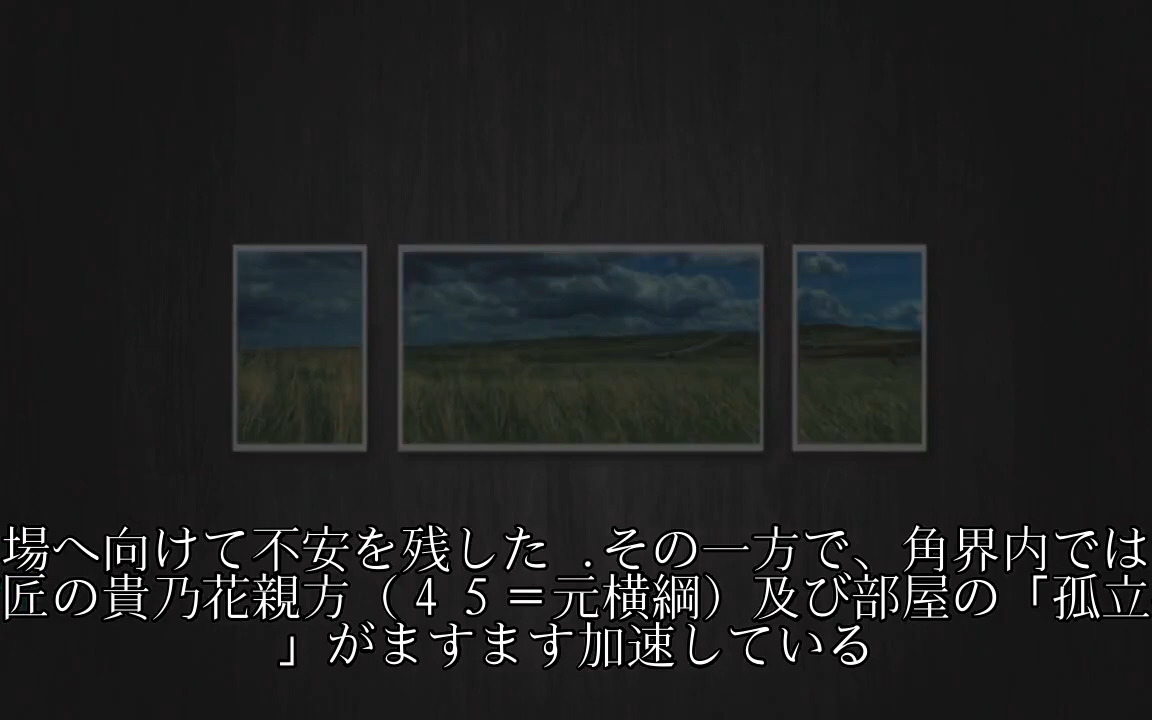 場へ向けて不安を残した .その一方で、角界内では
匠の貴乃花親方（４５＝元横綱）及び部屋の「孤立
」がますます加速している